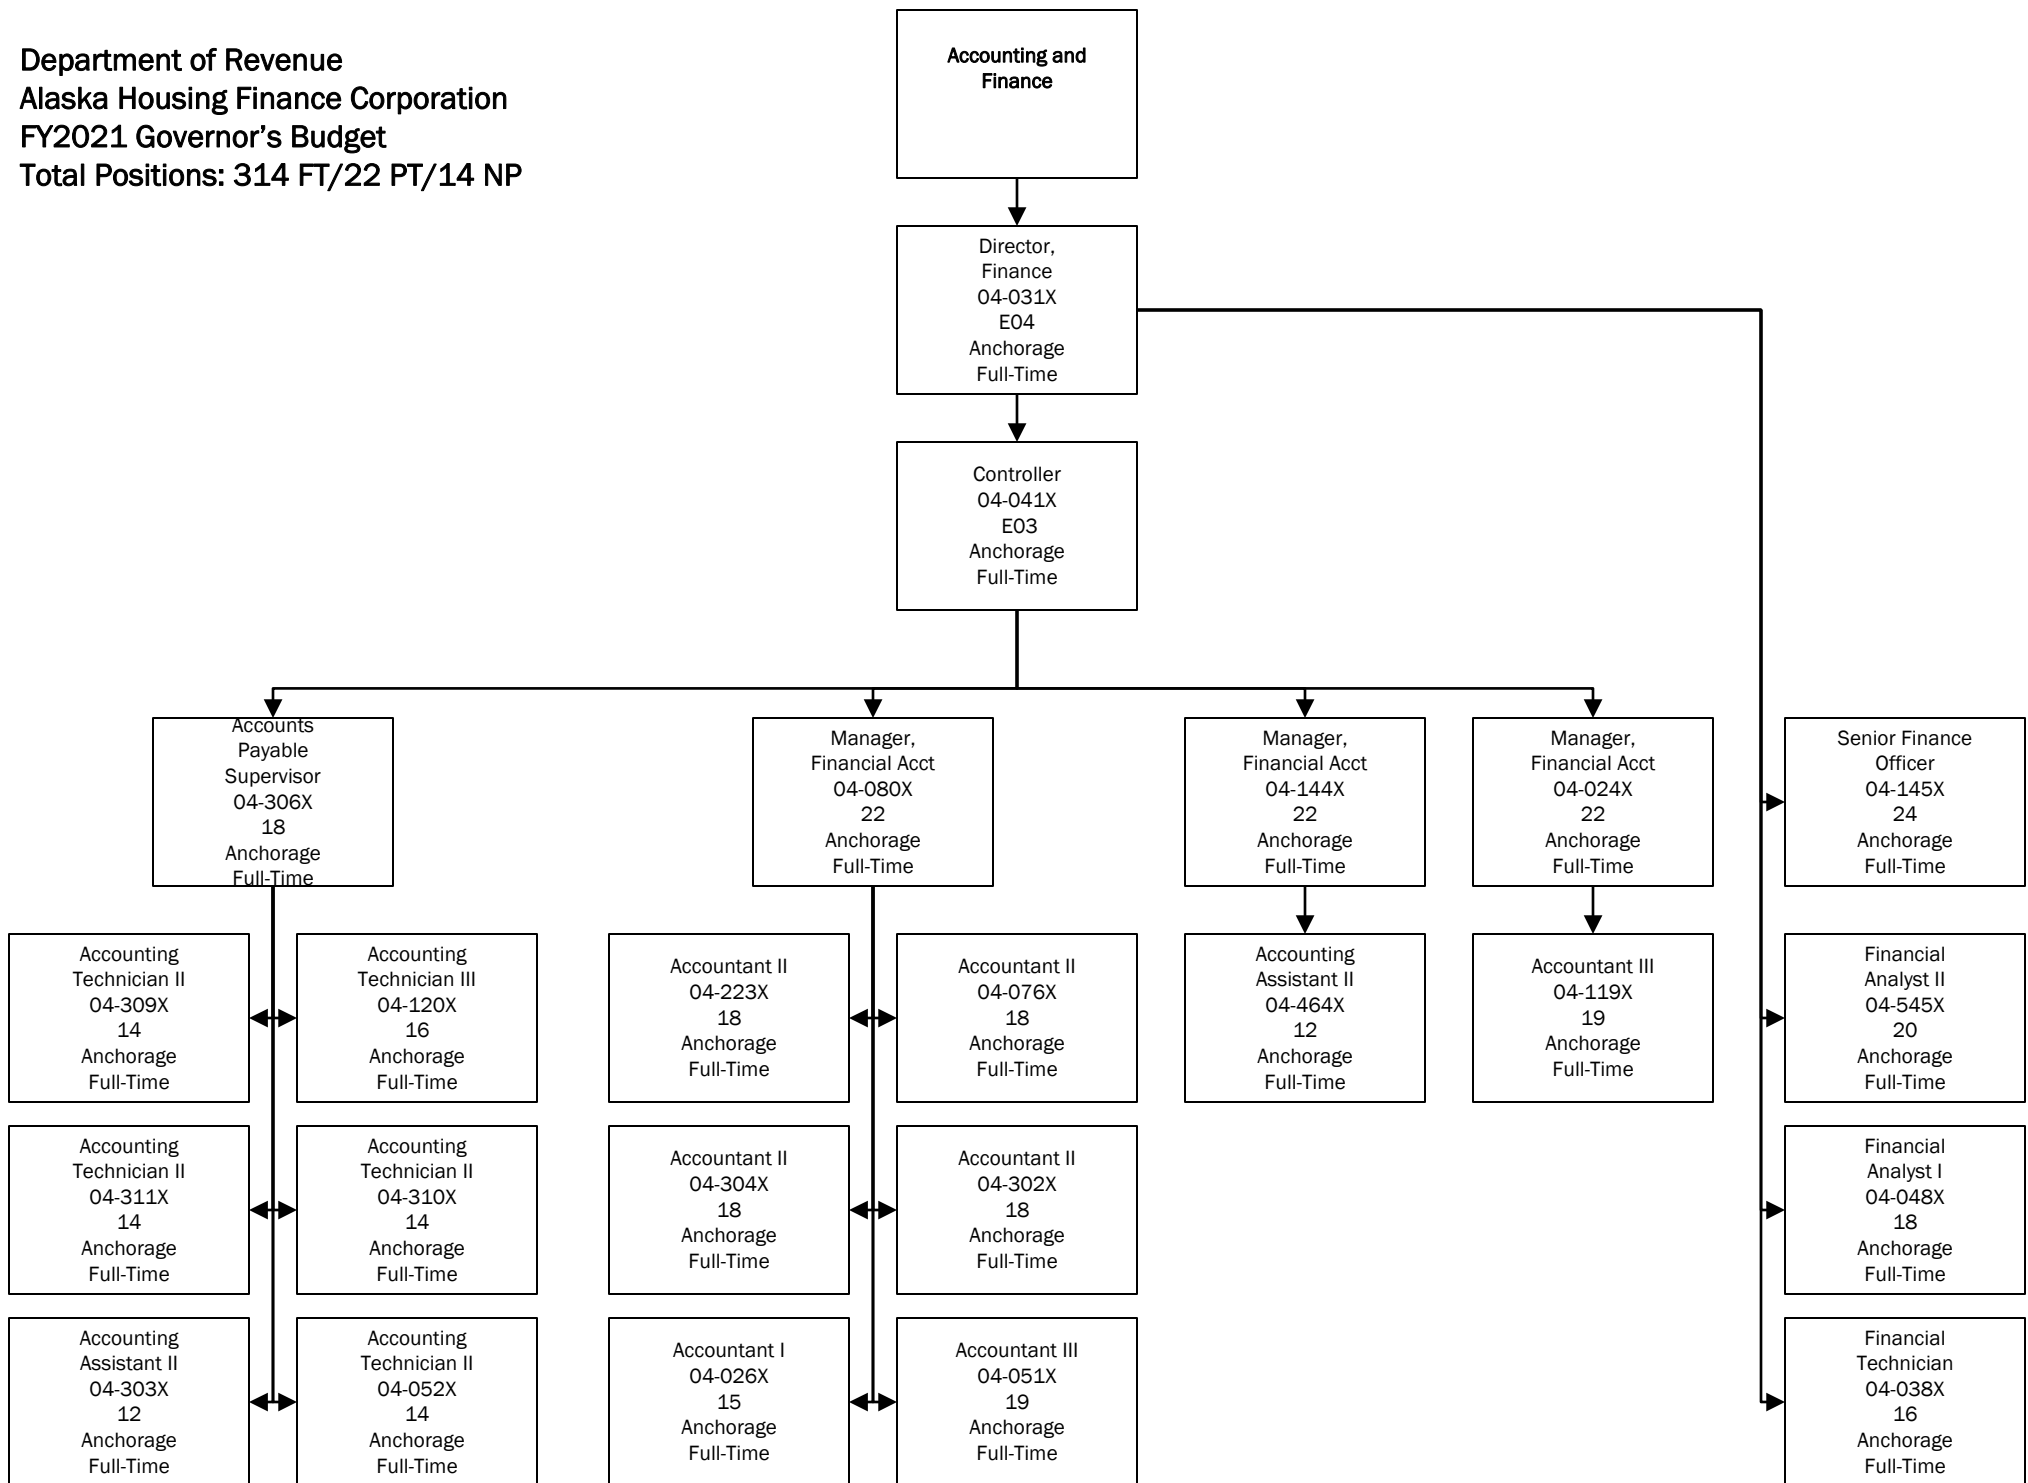 Department of Revenue
Alaska Housing Finance Corporation
FY2021 Governor’s Budget
Total Positions: 314 FT/22 PT/14 NP
Accounting and
Finance
Director,
Finance
04-031X
E04
Anchorage
Full-Time
Controller
04-041X
E03
Anchorage
Full-Time
Accounts
Payable
Supervisor
04-306X
18
Anchorage
Full-Time
Manager,
Financial Acct
04-080X
22
Anchorage
Full-Time
Manager,
Financial Acct
04-144X
22
Anchorage
Full-Time
Manager,
Financial Acct
04-024X
22
Anchorage
Full-Time
Senior Finance
Officer
04-145X
24
Anchorage
Full-Time
Accounting
Technician II
04-309X
14
Anchorage
Full-Time
Accounting
Technician III
04-120X
16
Anchorage
Full-Time
Accountant II
04-223X
18
Anchorage
Full-Time
Accountant II
04-076X
18
Anchorage
Full-Time
Accounting
Assistant II
04-464X
12
Anchorage
Full-Time
Accountant III
04-119X
19
Anchorage
Full-Time
Financial
Analyst II
04-545X
20
Anchorage
Full-Time
Accounting
Technician II
04-311X
14
Anchorage
Full-Time
Accounting
Technician II
04-310X
14
Anchorage
Full-Time
Accountant II
04-304X
18
Anchorage
Full-Time
Accountant II
04-302X
18
Anchorage
Full-Time
Financial
Analyst I
04-048X
18
Anchorage
Full-Time
Accounting
Assistant II
04-303X
12
Anchorage
Full-Time
Accounting
Technician II
04-052X
14
Anchorage
Full-Time
Accountant I
04-026X
15
Anchorage
Full-Time
Accountant III
04-051X
19
Anchorage
Full-Time
Financial
Technician
04-038X
16
Anchorage
Full-Time